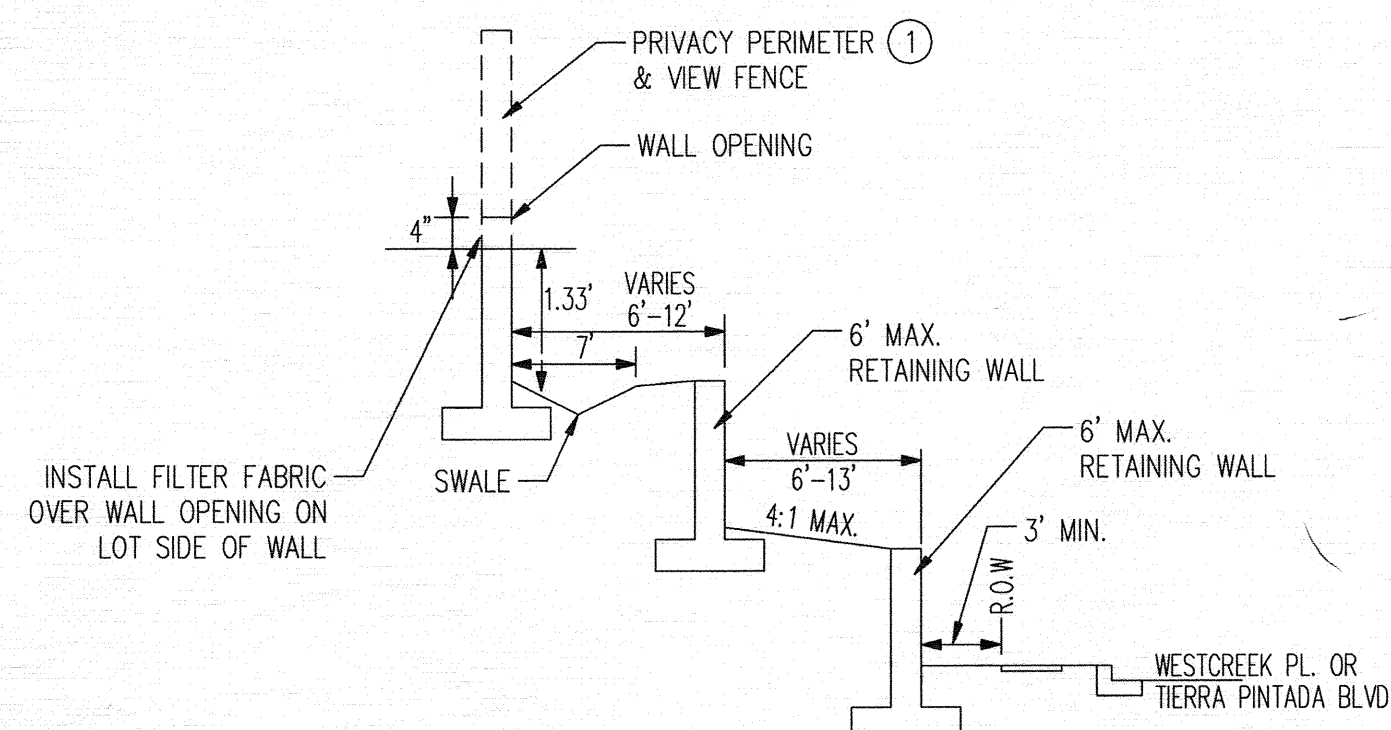 PRIVACY PERIMETER 1
& VIEW FENCE
WALL OPENING
4"
1.33'
VARIES
6'-12'
7'
6' MAX.
RETAINING WALL
INSTALL FILTER FABRIC
OVER WALL OPENING ON
LOT SIDE OF WALL
SWALE
VARIES
6'-13'
4:1 MAX.
6' MAX.
RETAINING WALL
3' MIN.
R.O.W
WESTCREEK PL. OR
TIERRA PINTADA BLVD